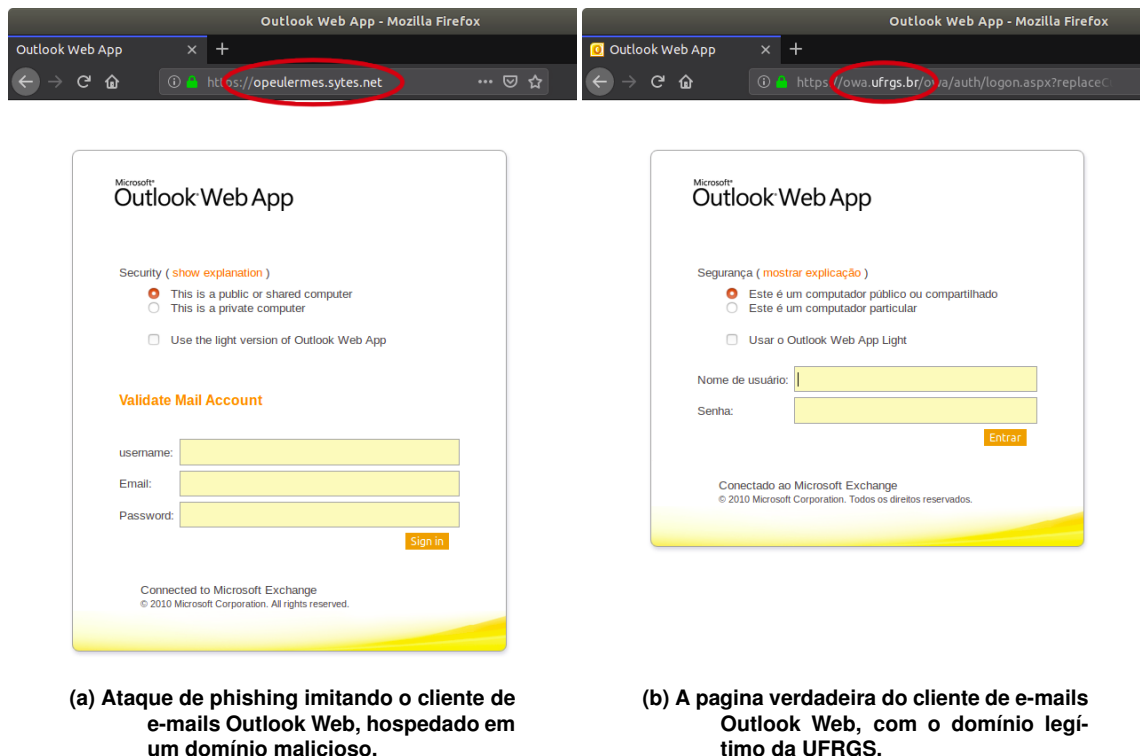 Outlook Web App - Mozilla Firefox
Outlook Web App
https://opeulermes.sytes.net
Microsoft®
Outlook Web App
Security ( show explanation )
This is a public or shared computer
This is a private computer
Use the light version of Outlook Web App
Validate Mail Account
username:
Email:
Password:
Sign in
Connected to Microsoft Exchange
© 2010 Microsoft Corporation. All rights reserved.
(a) Ataque de phishing imitando o cliente de
e-mails Outlook Web, hospedado em
um domínio malicioso.
Outlook Web App - Mozilla Firefox
Outlook Web App
https://owa.ufrgs.br/owa/auth/logon.aspx?replaceC
Microsoft®
Outlook Web App
Segurança ( mostrar explicação )
Este é um computador público ou compartilhado
Este é um computador particular
Usar o Outlook Web App Light
Nome de usuário:
Senha:
Entrar
Conectado ao Microsoft Exchange
© 2010 Microsoft Corporation. Todos os direitos reservados.
(b) A pagina verdadeira do cliente de e-mails
Outlook Web, com o domínio legí-
timo da UFRGS.